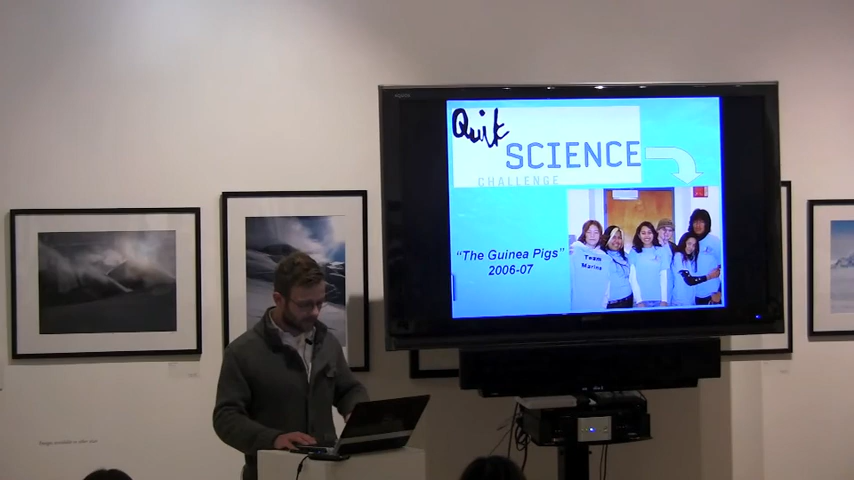 Quik
SCIENCE
CHALLENGE
"The Guinea Pigs"
2006-07
Team
Marine